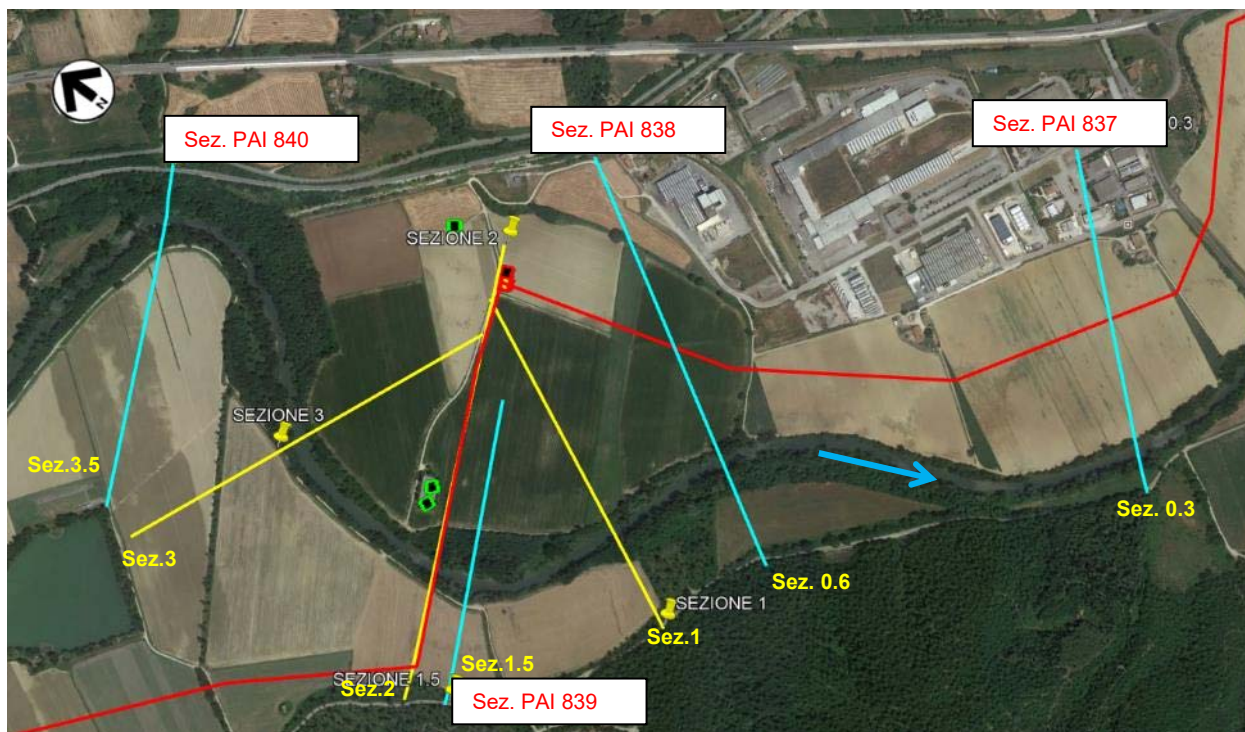 N
Sez. PAI 840
Sez. PAI 838
Sez. PAI 837
0.3
SEZIONE 2
SEZIONE 3
Sez.3.5
Sez.3
Sez. 0.3
Sez. 0.6
SEZIONE 1
Sez.1
Sez.1.5
SEZIONE 1.5
Sez.2
Sez. PAI 839